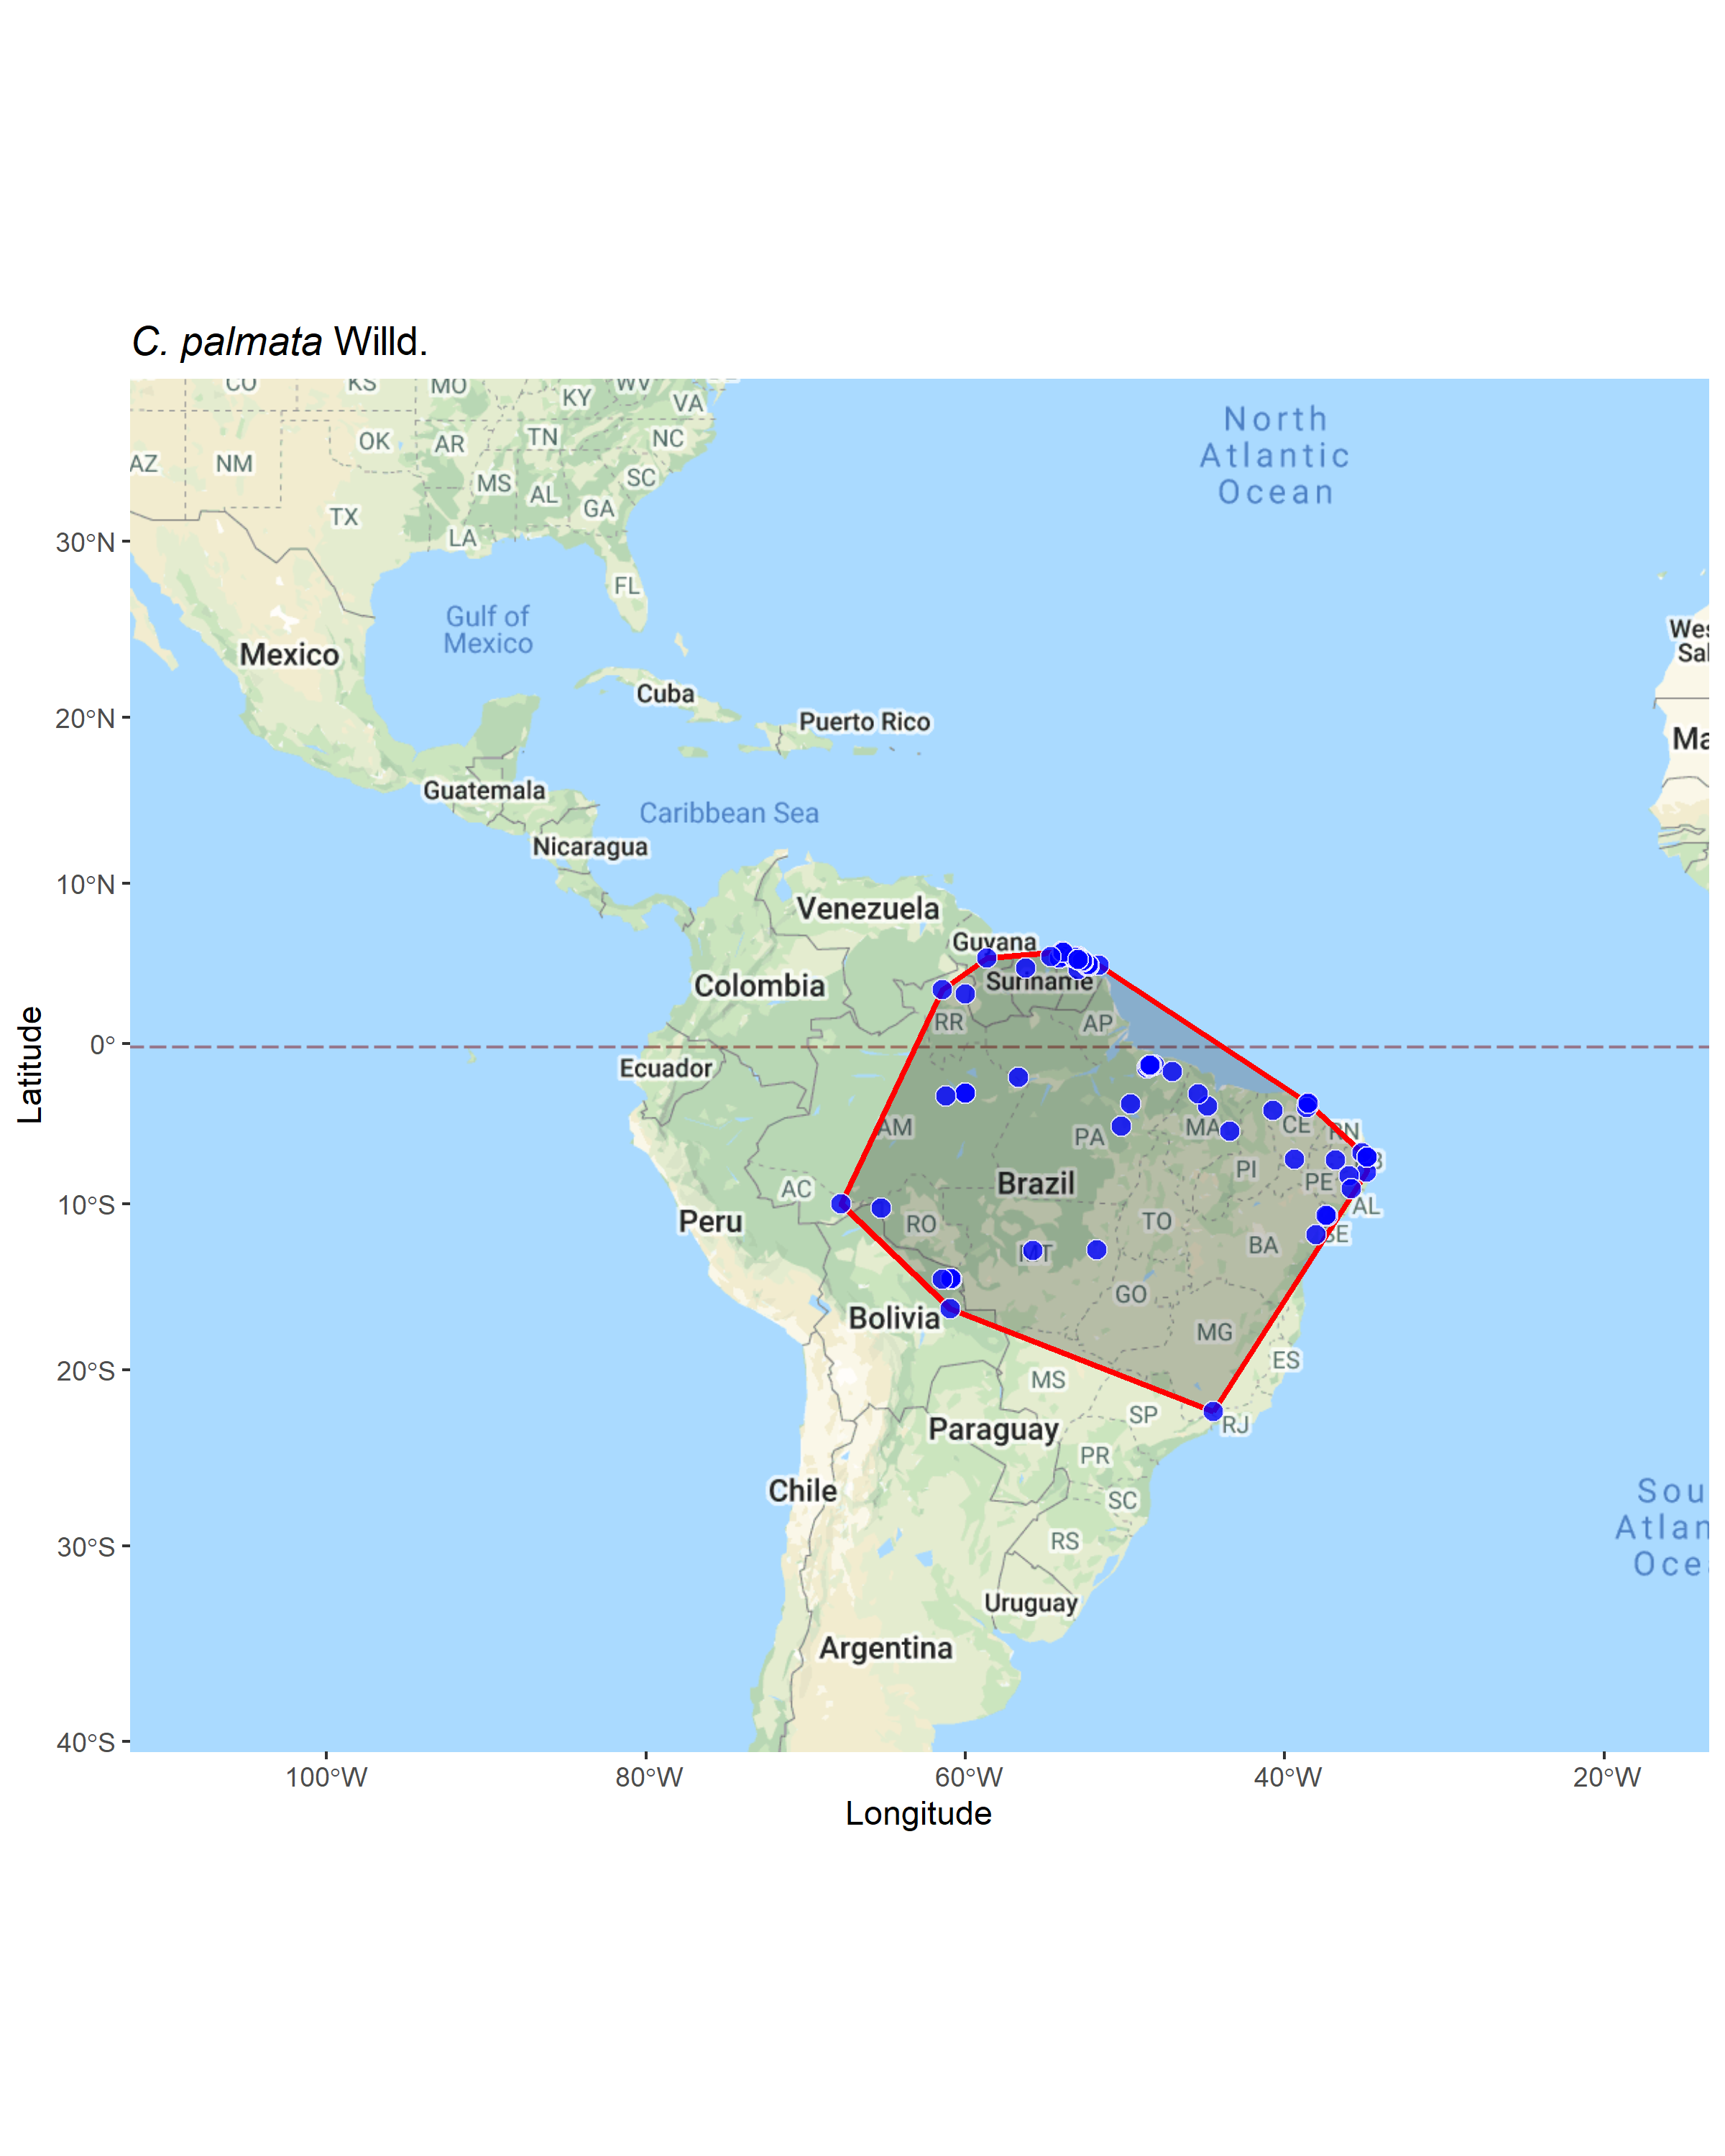 C. palmata Willd.
CO
KS
MO
WV
KY
VA
OK
AR
TN
NC
AZ
NM
MS
AL
SC
GA
TX
LA
FL
North
Atlantic
Ocean
Gulf of
Mexico
Mexico
Cuba
Puerto Rico
Guatemala
Caribbean Sea
Nicaragua
Wes
Sal
Ma
Venezuela
Guyana
Colombia
Suriname
RR
AP
Ecuador
AM
PA
MA
CE
RN
PI
Brazil
AC
PE
AL
Peru
RO
TO
SE
MT
BA
GO
Bolivia
MG
ES
MS
SP
RJ
Paraguay
PR
Chile
SC
RS
Uruguay
Argentina
Sou
Atlan
Ocea
30°N
20°N
10°N
0°
10°S
20°S
30°S
40°S
Latitude
100°W
80°W
60°W
40°W
20°W
Longitude